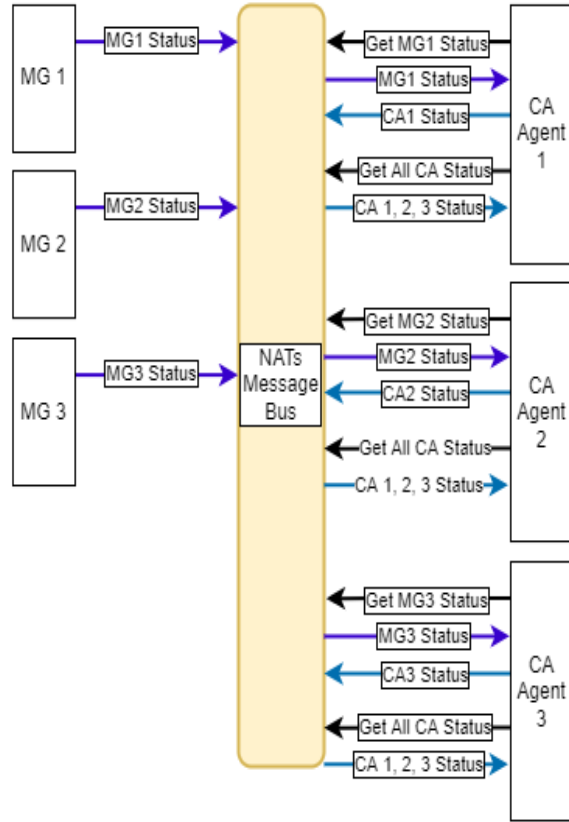 MG 1
MG1 Status
MG 2
MG2 Status
MG 3
MG3 Status
NATs
Message
Bus
Get MG1 Status
MG1 Status
CA1 Status
Get All CA Status
CA 1, 2, 3 Status
CA
Agent
1
Get MG2 Status
MG2 Status
CA2 Status
Get All CA Status
CA 1, 2, 3 Status
CA
Agent
2
Get MG3 Status
MG3 Status
CA3 Status
Get All CA Status
CA 1, 2, 3 Status
CA
Agent
3